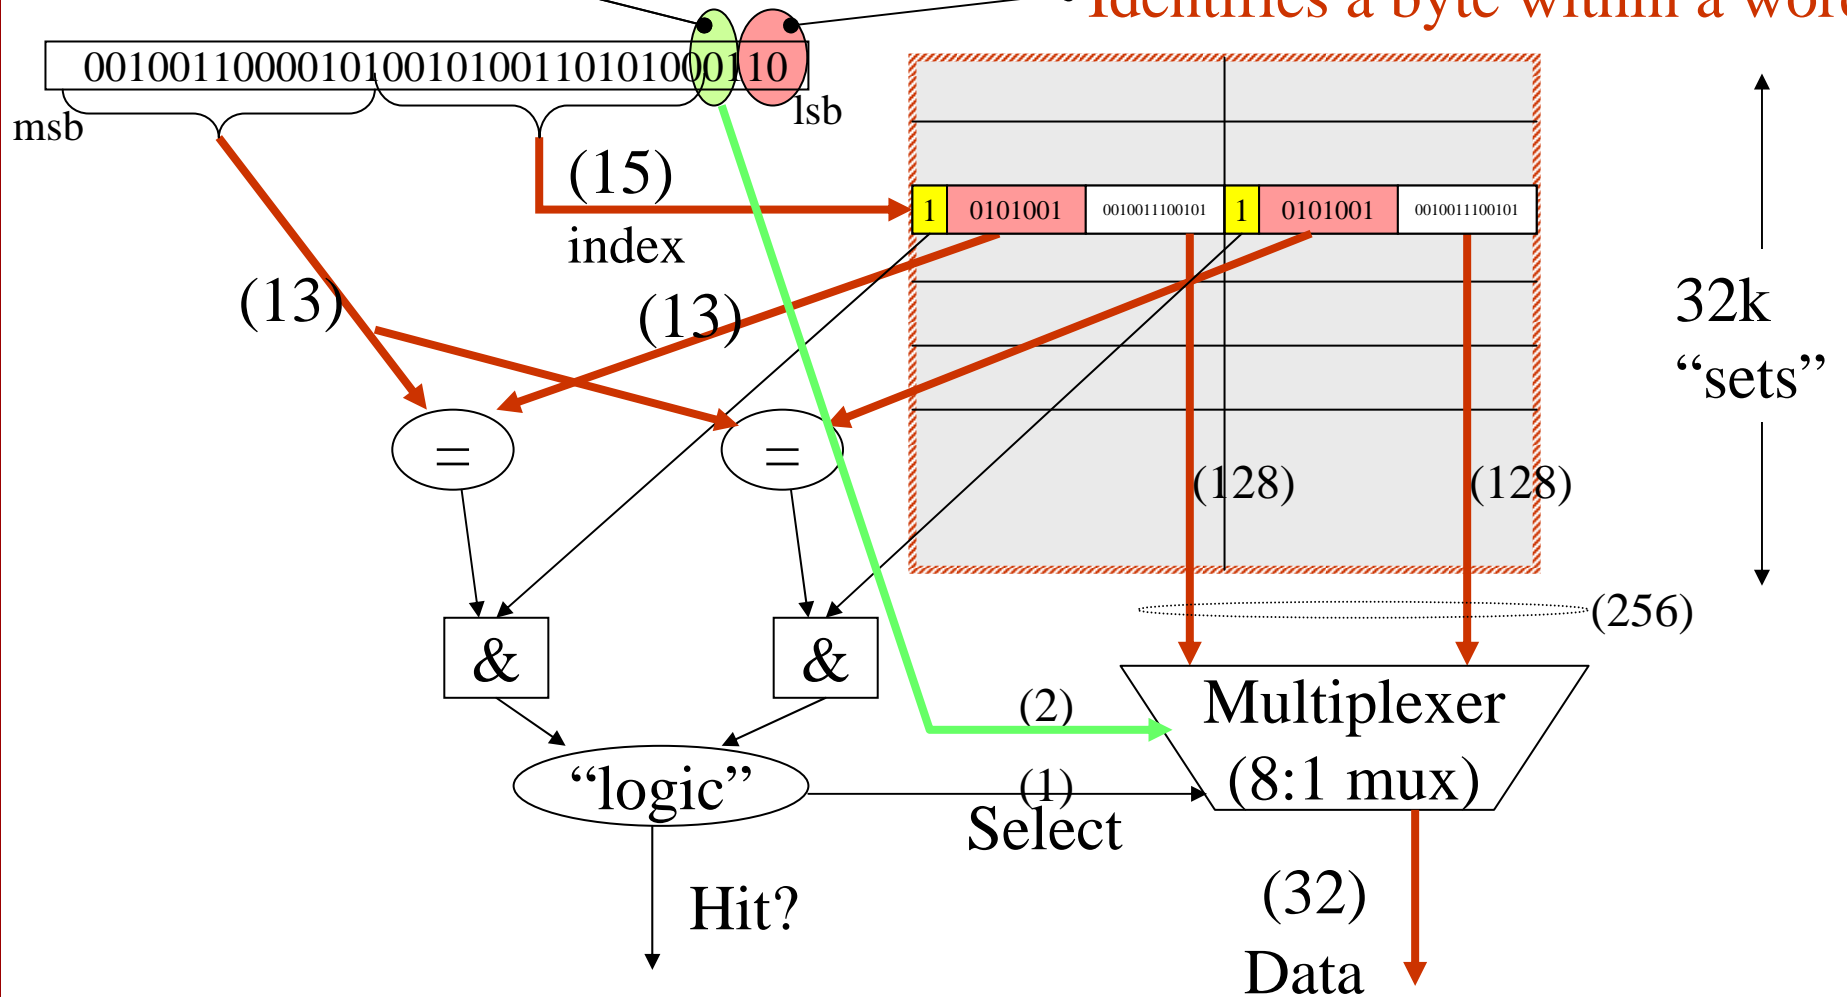 Identifies a byte within a wor
00100110000101001010011010100110
msb
lsb
(15)
index
1 0101001 0010011100101 1 0101001 0010011100101
(13)
(13)
32k
“sets”
=
=
(128)
(128)
(256)
&
&
(2)
Multiplexer
(8:1 mux)
“logic”
(1)
Select
Hit?
(32)
Data